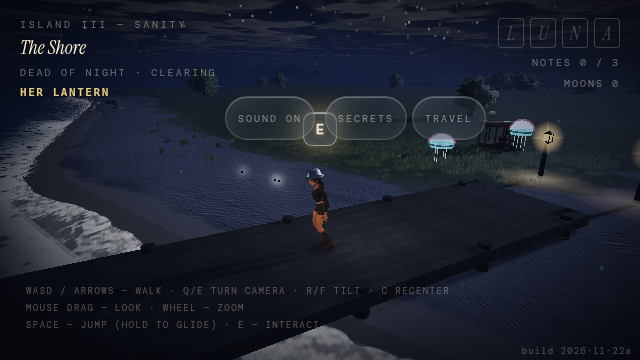 ISLAND III — SANITY
The Shore
DEAD OF NIGHT · CLEARING
HER LANTERN
LUNA
NOTES 0 / 3
MOONS 0
SOUND ON
E
SECRETS
TRAVEL
WASD / ARROWS — WALK · Q/E TURN CAMERA · R/F TILT · C RECENTER
MOUSE DRAG — LOOK · WHEEL — ZOOM
SPACE — JUMP (HOLD TO GLIDE) · E — INTERACT
build 2026-11-22a